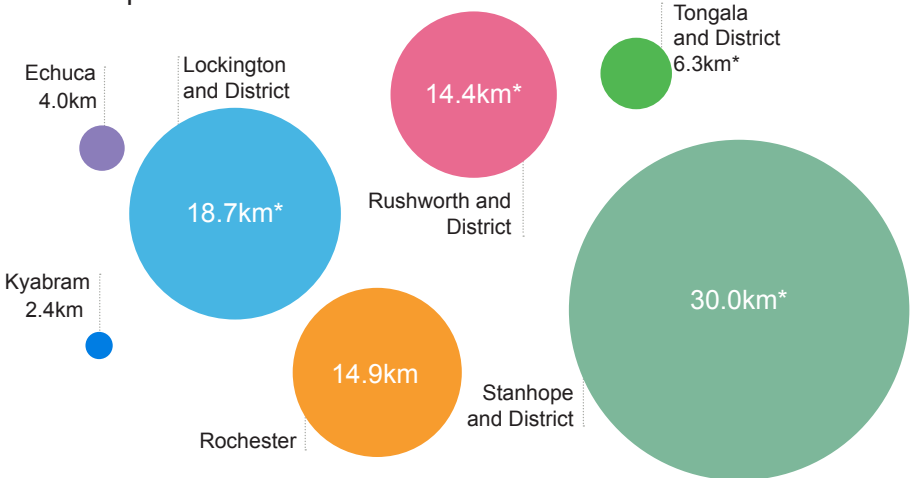 Echuca
4.0km
Lockington
and District
18.7km*
14.4km*
Rushworth and
District
Tongala
and District
6.3km*
Kyabram
2.4km
14.9km
Rochester
30.0km*
Stanhope
and District